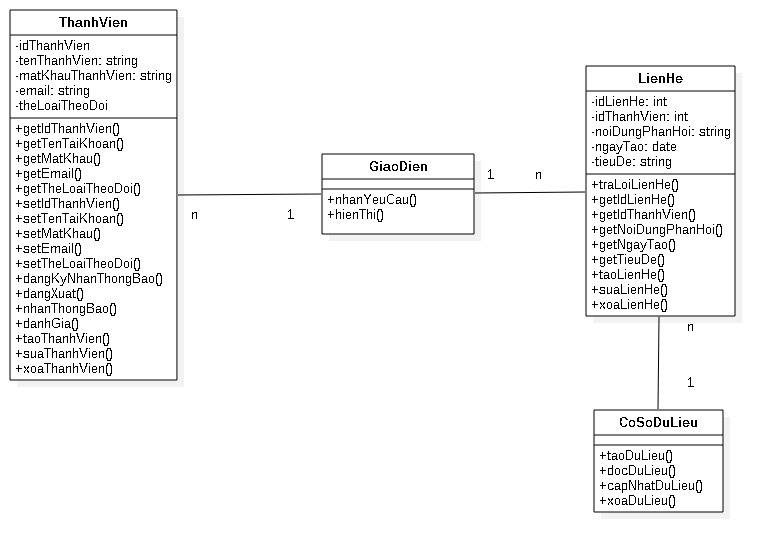 ThanhVien
-idThanhVien
-tenThanhVien: string
-matKhauThanhVien: string
-email: string
-theLoaiTheoDoi
+getIdThanhVien()
+getTenTaiKhoan()
+getMatKhau()
+getEmail()
+getTheLoaiTheoDoi()
+setIdThanhVien()
+setTenTaiKhoan()
+setMatKhau()
+setEmail()
+setTheLoaiTheoDoi()
+dangKyNhanThongBao()
+dangXuat()
+nhanThongBao()
+danhGia()
+taoThanhVien()
+suaThanhVien()
+xoaThanhVien()
n
1
GiaoDien
+nhanYeuCau()
+hienThi()
1
n
LienHe
-idLienHe: int
-idThanhVien: int
-noiDungPhanHoi: string
-ngayTao: date
-tieuDe: string
+traLoiLienHe()
+getIdLienHe()
+getIdThanhVien()
+getNoiDungPhanHoi()
+getNgayTao()
+getTieuDe()
+taoLienHe()
+suaLienHe()
+xoaLienHe()
n
1
CoSoDuLieu
+taoDuLieu()
+docDuLieu()
+capNhatDuLieu()
+xoaDuLieu()